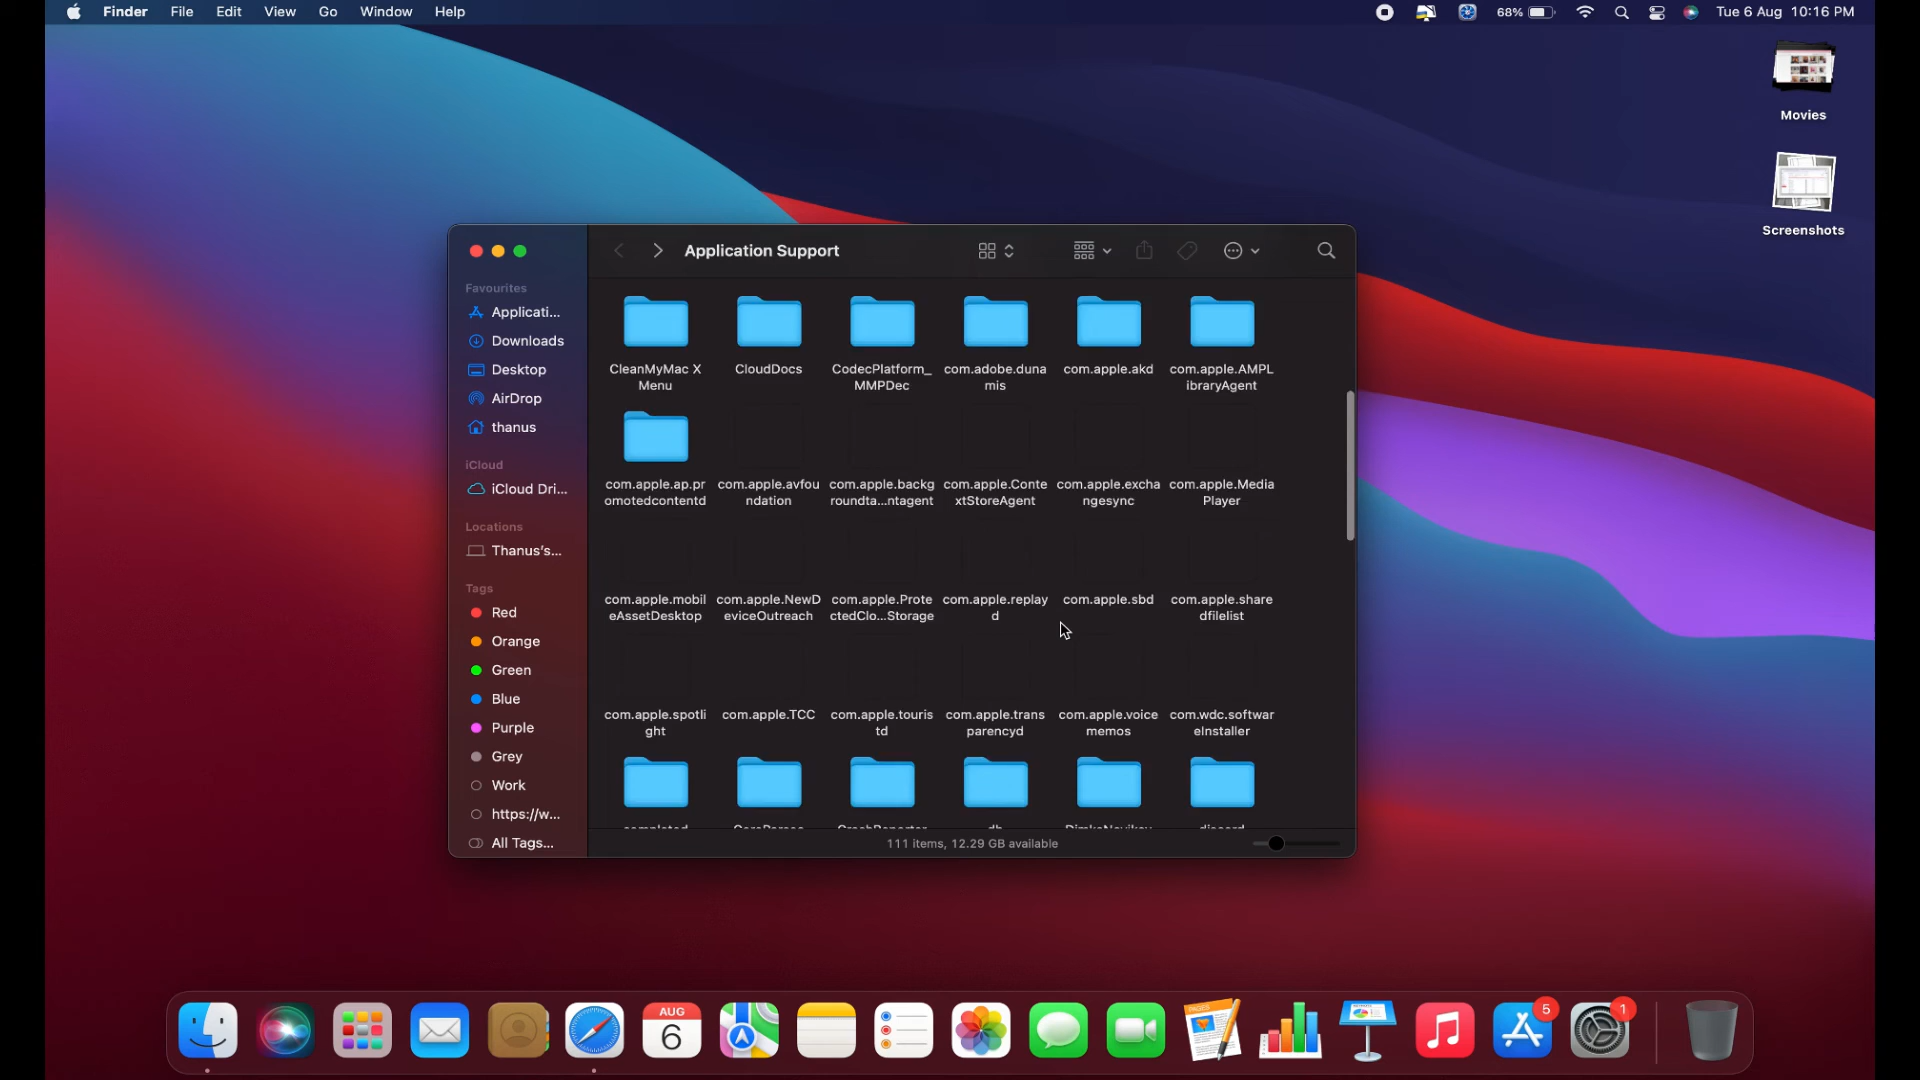 Finder File Edit View Go Window Help
68% Tue 6 Aug 10:16 PM
Movies
Screenshots
Application Support
Favourites
Applicati...
Downloads
Desktop
AirDrop
thanus
iCloud
iCloud Dri...
Locations
Thanus's...
Tags
Red
Orange
Green
Blue
Purple
Grey
Work
https://w...
All Tags...
CleanMyMac X
Menu
CloudDocs
CodecPlatform_
MMPDec
com.adobe.duna
mis
com.apple.akd
com.apple.AMPL
ibraryAgent
com.apple.ap.pr
omotedcontentd
com.apple.avfou
ndation
com.apple.backg
roundta...ntagent
com.apple.Conte
xtStoreAgent
com.apple.excha
ngesync
com.apple.Media
Player
com.apple.mobil
eAssetDesktop
com.apple.NewD
eviceOutreach
com.apple.Prote
ctedClo...Storage
com.apple.replay
d
com.apple.sbd
com.apple.share
dfilelist
com.apple.spotli
ght
com.apple.TCC
com.apple.touris
td
com.apple.trans
parencyd
com.apple.voice
memos
com.wdc.softwar
eInstaller
111 items, 12.29 GB available
AUG
6
PAGES
5
1